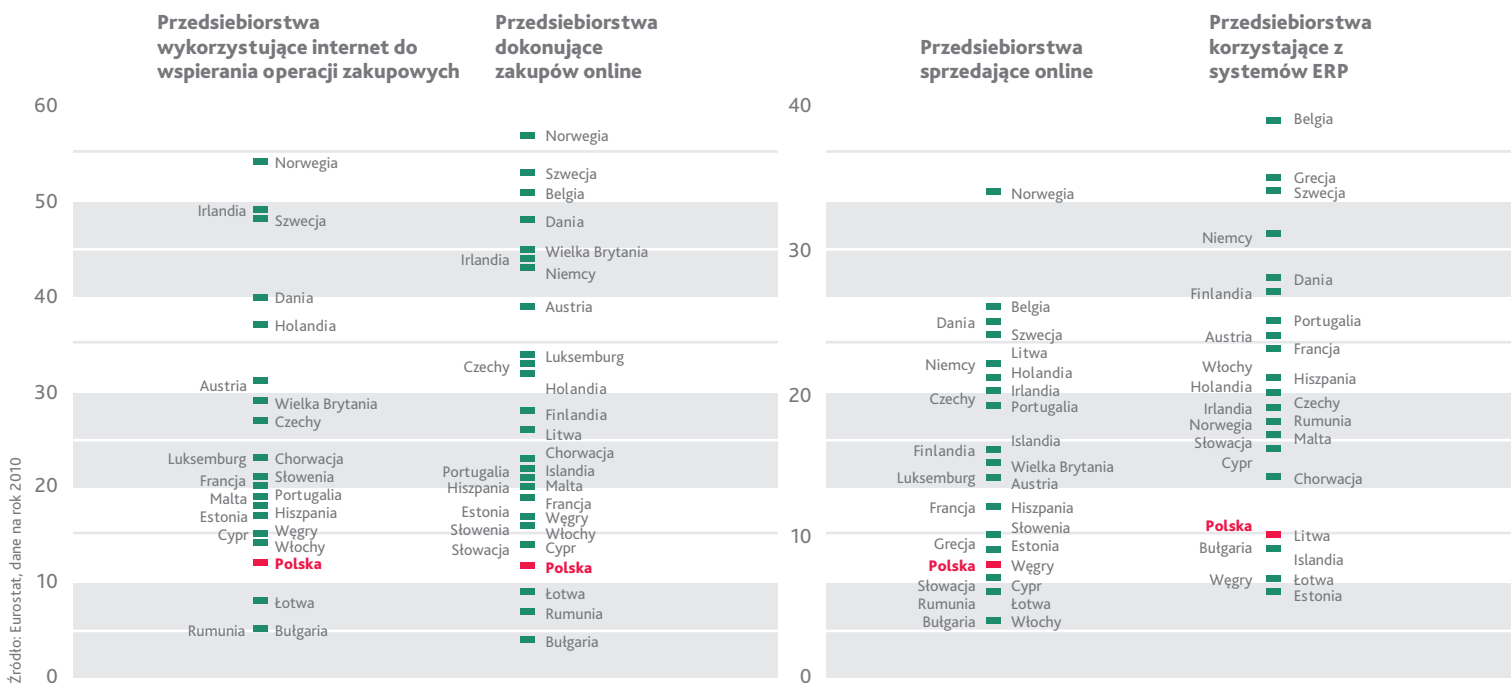 Przedsiebiorstwa
wykorzystujące internet do
wspierania operacji zakupowych
Przedsiebiorstwa
dokonujące
zakupów online
60
50
40
30
20
10
0
Norwegia
Irlandia
Szwecja
Dania
Holandia
Austria
Wielka Brytania
Czechy
Luksemburg
Chorwacja
Francja
Słowenia
Malta
Portugalia
Estonia
Hiszpania
Cypr
Węgry
Włochy
Polska
Łotwa
Rumunia
Bułgaria
Norwegia
Szwecja
Belgia
Dania
Wielka Brytania
Irlandia
Niemcy
Austria
Luksemburg
Czechy
Holandia
Finlandia
Litwa
Chorwacja
Portugalia
Islandia
Hiszpania
Malta
Francja
Estonia
Węgry
Słowenia
Włochy
Słowacja
Cypr
Polska
Łotwa
Rumunia
Bułgaria
Przedsiebiorstwa
sprzedające online
Przedsiebiorstwa
korzystające z
systemów ERP
40
30
20
10
0
Norwegia
Belgia
Dania
Szwecja
Litwa
Niemcy
Holandia
Irlandia
Czechy
Portugalia
Islandia
Finlandia
Wielka Brytania
Luksemburg
Austria
Francja
Hiszpania
Słowenia
Grecja
Estonia
Polska
Węgry
Słowacja
Cypr
Rumunia
Łotwa
Bułgaria
Włochy
Belgia
Grecja
Szwecja
Niemcy
Dania
Finlandia
Portugalia
Austria
Francja
Włochy
Hiszpania
Holandia
Czechy
Irlandia
Rumunia
Norwegia
Malta
Słowacja
Cypr
Chorwacja
Polska
Litwa
Bułgaria
Islandia
Węgry
Łotwa
Estonia
Źródło: Eurostat, dane na rok 2010